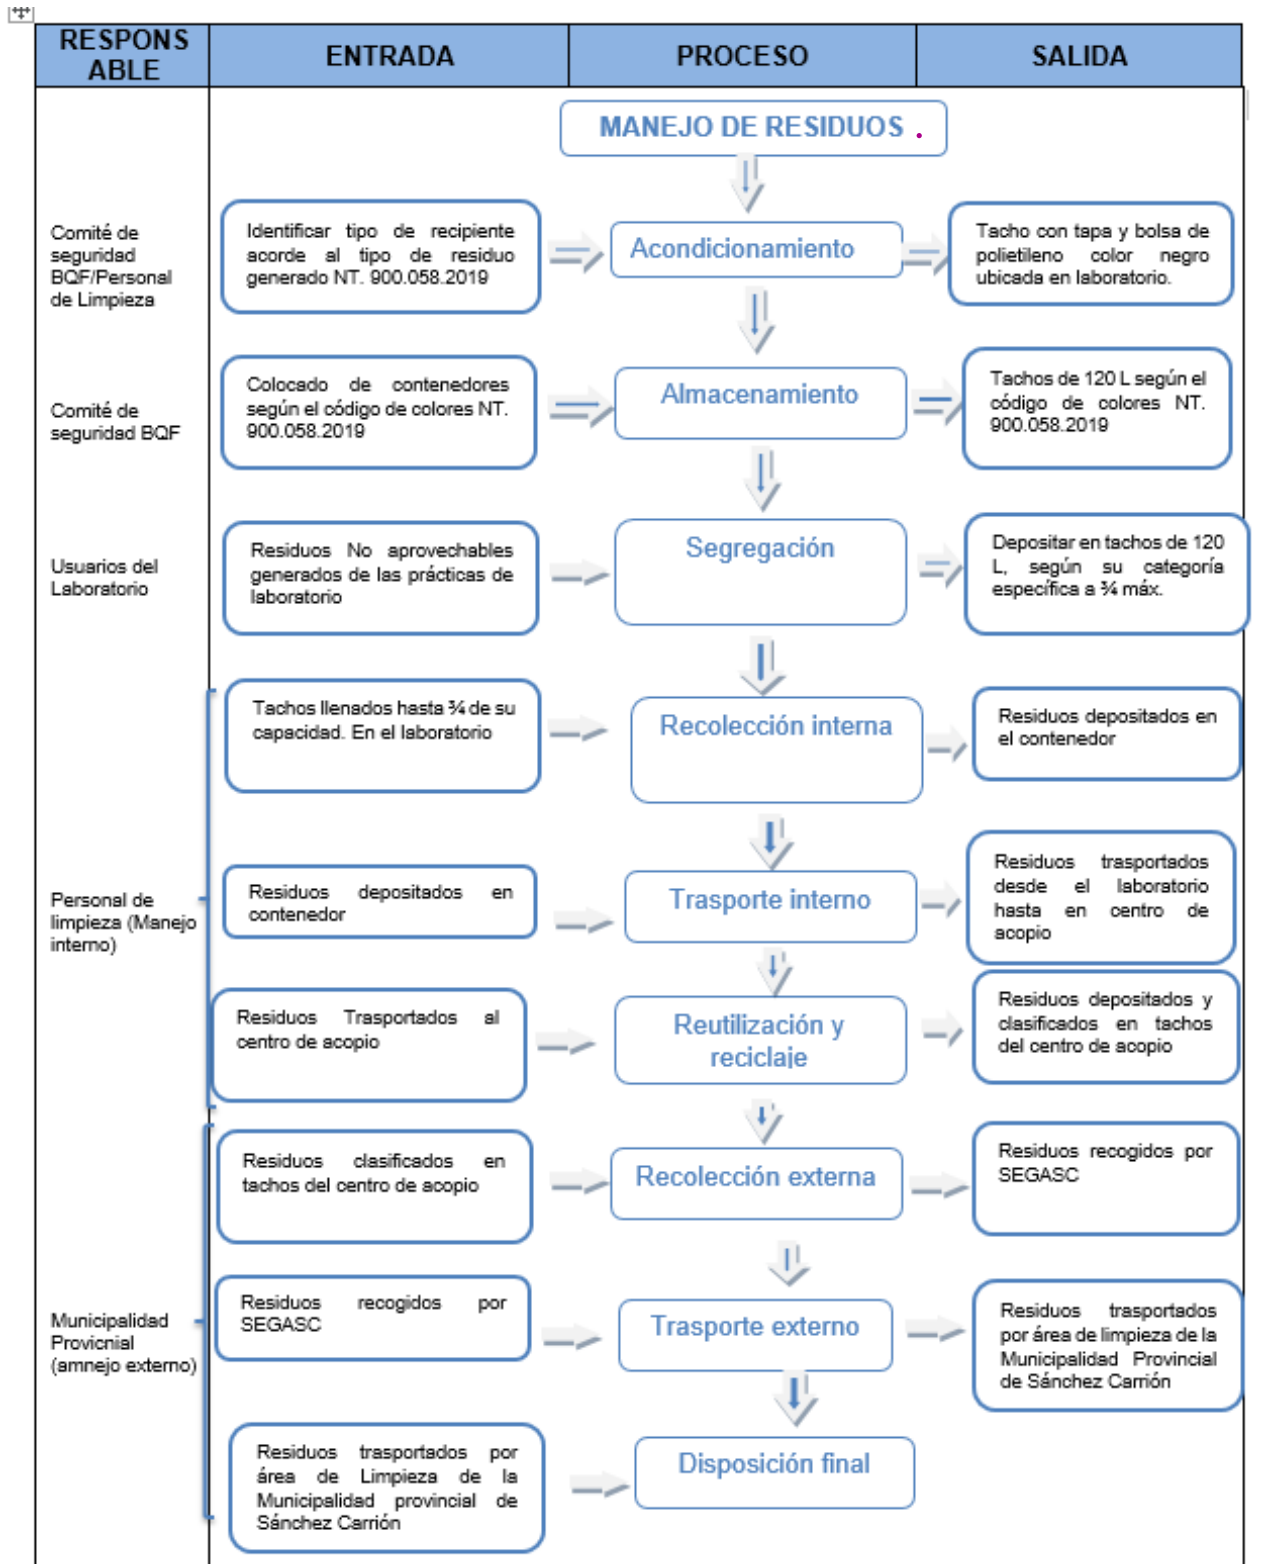 RESPONS
ABLE
ENTRADA
PROCESO
SALIDA
MANEJO DE RESIDUOS .
Comité de
seguridad
BQF/Personal
de Limpieza
Identificar tipo de recipiente
acorde al tipo de residuo
generado NT. 900.058.2019
Acondicionamiento
Tacho con tapa y bolsa de
polietileno color negro
ubicada en laboratorio.
Comité de
seguridad BQF
Colocado de contenedores
según el código de colores NT.
900.058.2019
Almacenamiento
Tachos de 120 L según el
código de colores NT.
900.058.2019
Usuarios del
Laboratorio
Residuos No aprovechables
generados de las prácticas de
laboratorio
Segregación
Depositar en tachos de 120
L, según su categoría
específica a ¾ máx.
Tachos llenados hasta ¾ de su
capacidad. En el laboratorio
Recolección interna
Residuos depositados en
el contenedor
Personal de
limpieza (Manejo
interno)
Residuos depositados en
contenedor
Trasporte interno
Residuos trasportados
desde el laboratorio
hasta en centro de
acopio
Residuos Trasportados al
centro de acopio
Reutilización y
reciclaje
Residuos depositados y
clasificados en tachos
del centro de acopio
Residuos clasificados en
tachos del centro de acopio
Recolección externa
Residuos recogidos por
SEGASC
Municipalidad
Provicnial
(amnejo externo)
Residuos recogidos por
SEGASC
Trasporte externo
Residuos trasportados
por área de limpieza de la
Municipalidad Provincial
de Sánchez Carrión
Residuos trasportados por
área de Limpieza de la
Municipalidad provincial de
Sánchez Carrión
Disposición final